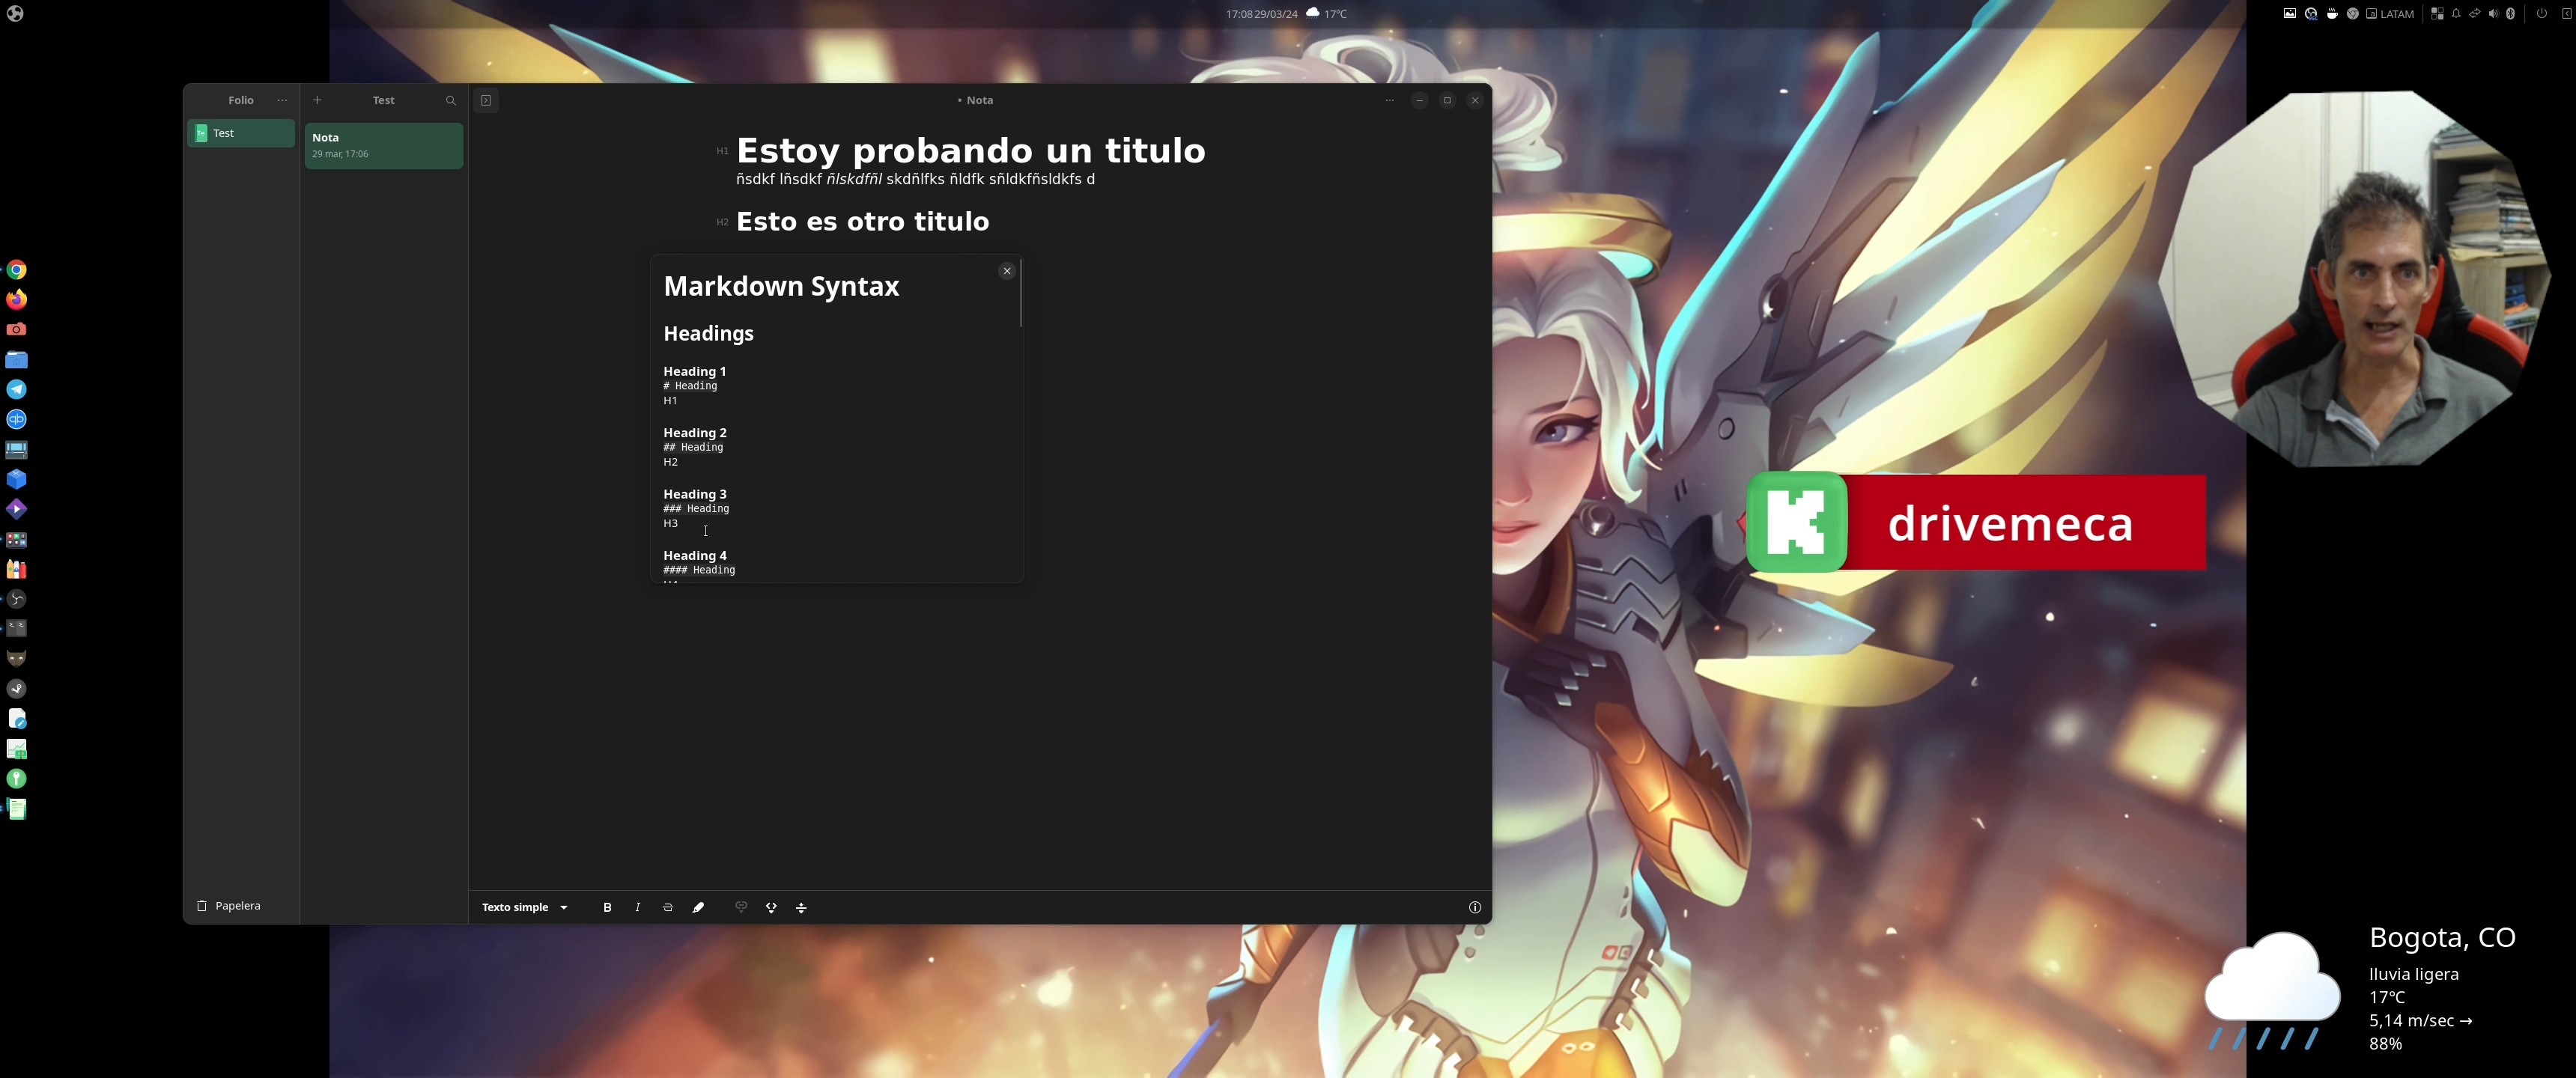 17:08 29/03/24 17°C
LATAM
Folio
Test
• Nota
Te Test
Nota
29 mar, 17:06
H1 Estoy probando un titulo
ñsdkf lñsdkf ñlskdfñl skdñlfks ñldfk sñldkfñsldkfs d
H2 Esto es otro titulo
Markdown Syntax
Headings
Heading 1
# Heading
H1
Heading 2
## Heading
H2
Heading 3
### Heading
H3
Heading 4
#### Heading
K drivemeca
Papelera
Texto simple
B I
Bogota, CO
lluvia ligera
17°C
5,14 m/sec →
88%